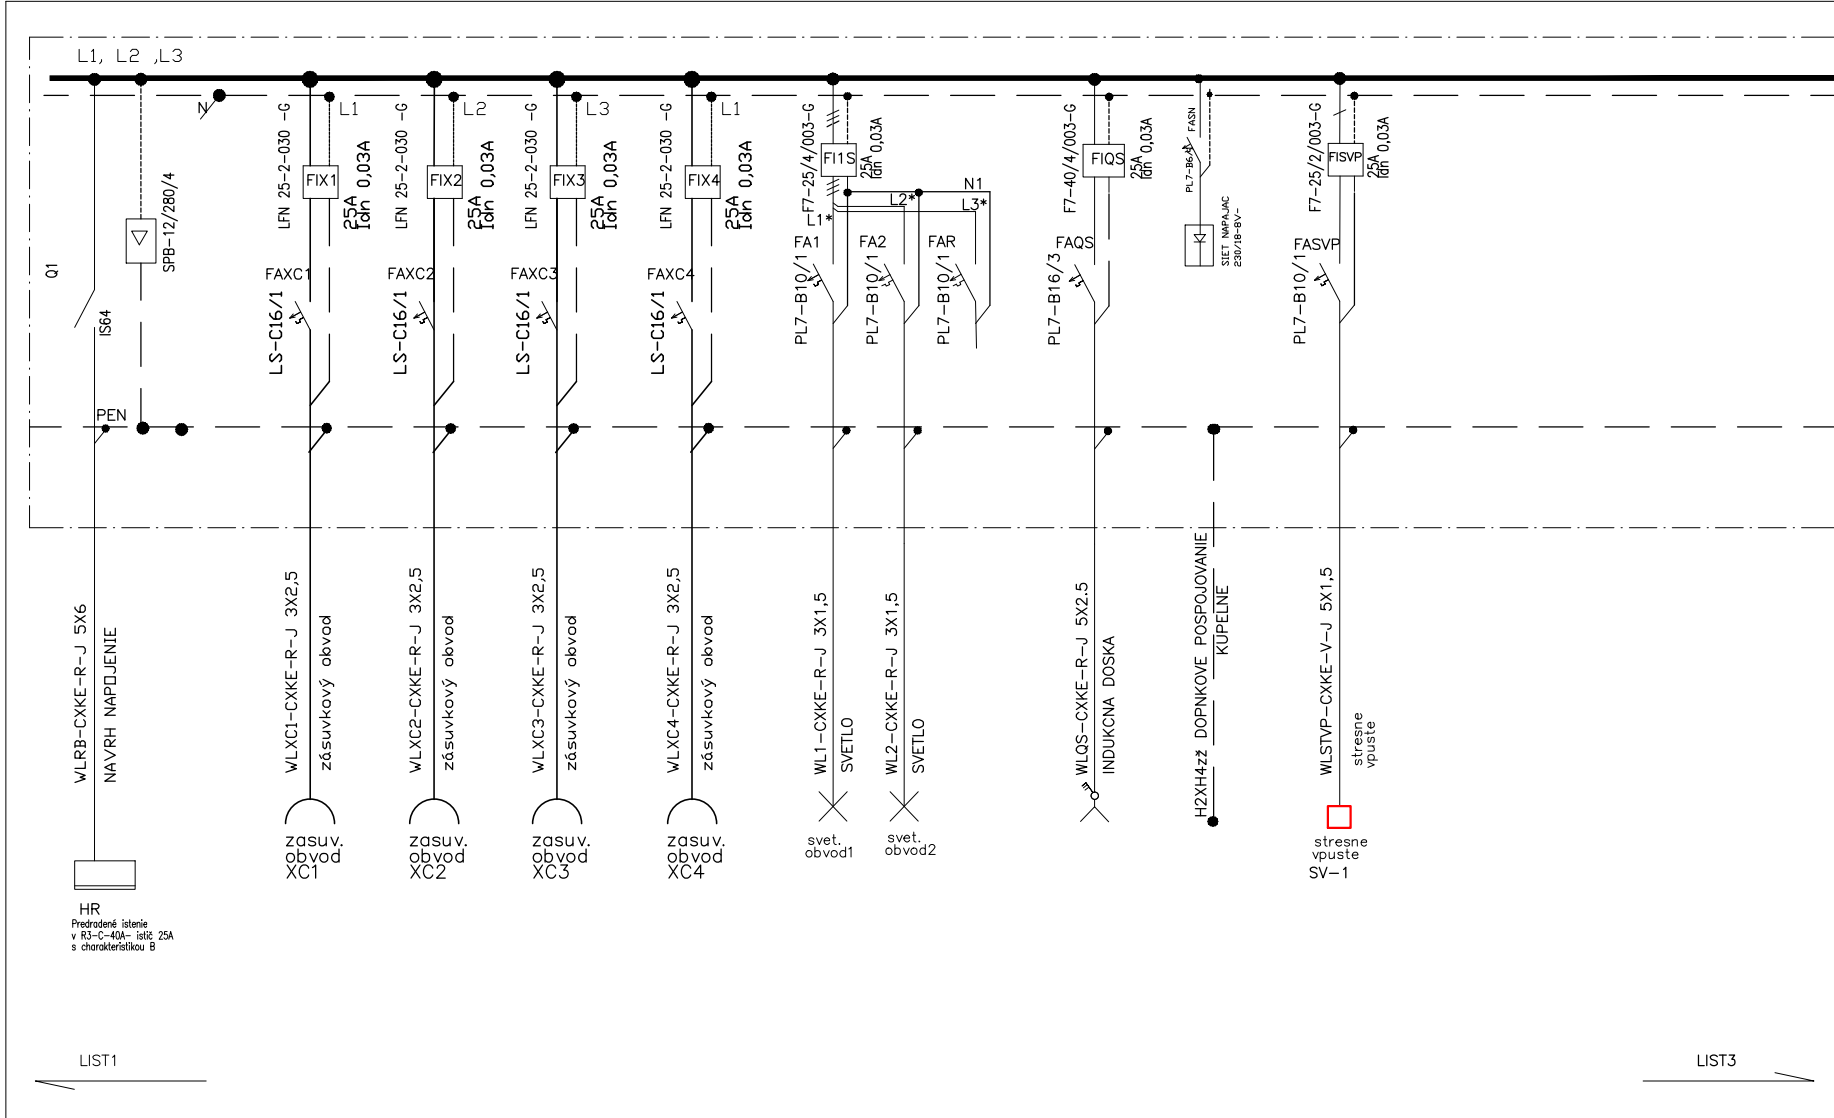 L1, L2 ,L3
N
L1
L2
L3
L1
LFN 25-2-030 -G
FIX1
25A
Idn 0,03A
LFN 25-2-030 -G
FIX2
25A
Idn 0,03A
LFN 25-2-030 -G
FIX3
25A
Idn 0,03A
LFN 25-2-030 -G
FIX4
25A
Idn 0,03A
F7-25/4/003-G
FI1S
25A
Idn 0,03A
N1
L2*
L3*
L1*
F7-40/4/003-G
FIQS
25A
Idn 0,03A
FASN
SIET NAPAJAC
230/18-8V-
F7-25/2/003-G
FISVP
25A
Idn 0,03A
Q1
IS64
SPB-12/280/4
FAXC1
LS-C16/1
FAXC2
LS-C16/1
FAXC3
LS-C16/1
FAXC4
LS-C16/1
FA1
PL7-B10/1
FA2
PL7-B10/1
FAR
PL7-B10/1
FAQS
PL7-B16/3
FASVP
PL7-B10/1
PEN
WLRB-CXKE-R-J 5X6
NAVRH NAPOJENIE
WLXC1-CXKE-R-J 3X2,5
zásuvkový obvod
WLXC2-CXKE-R-J 3X2,5
zásuvkový obvod
WLXC3-CXKE-R-J 3X2,5
zásuvkový obvod
WLXC4-CXKE-R-J 3X2,5
zásuvkový obvod
WL1-CXKE-R-J 3X1,5
SVETLO
WL2-CXKE-R-J 3X1,5
SVETLO
WLQS-CXKE-R-J 5X2.5
INDUKCNA DOSKA
H2XH4zž DOPNKOVE POSPOJOVANIE
KUPELNE
WLSTVP-CXKE-V-J 5X1,5
stresne
vpuste
zasuv.
obvod
XC1
zasuv.
obvod
XC2
zasuv.
obvod
XC3
zasuv.
obvod
XC4
svet.
obvod1
svet.
obvod2
stresne
vpuste
SV-1
HR
Predradené istenie
v R3-C-40A- istič 25A
s charakteristikou B
LIST1
LIST3